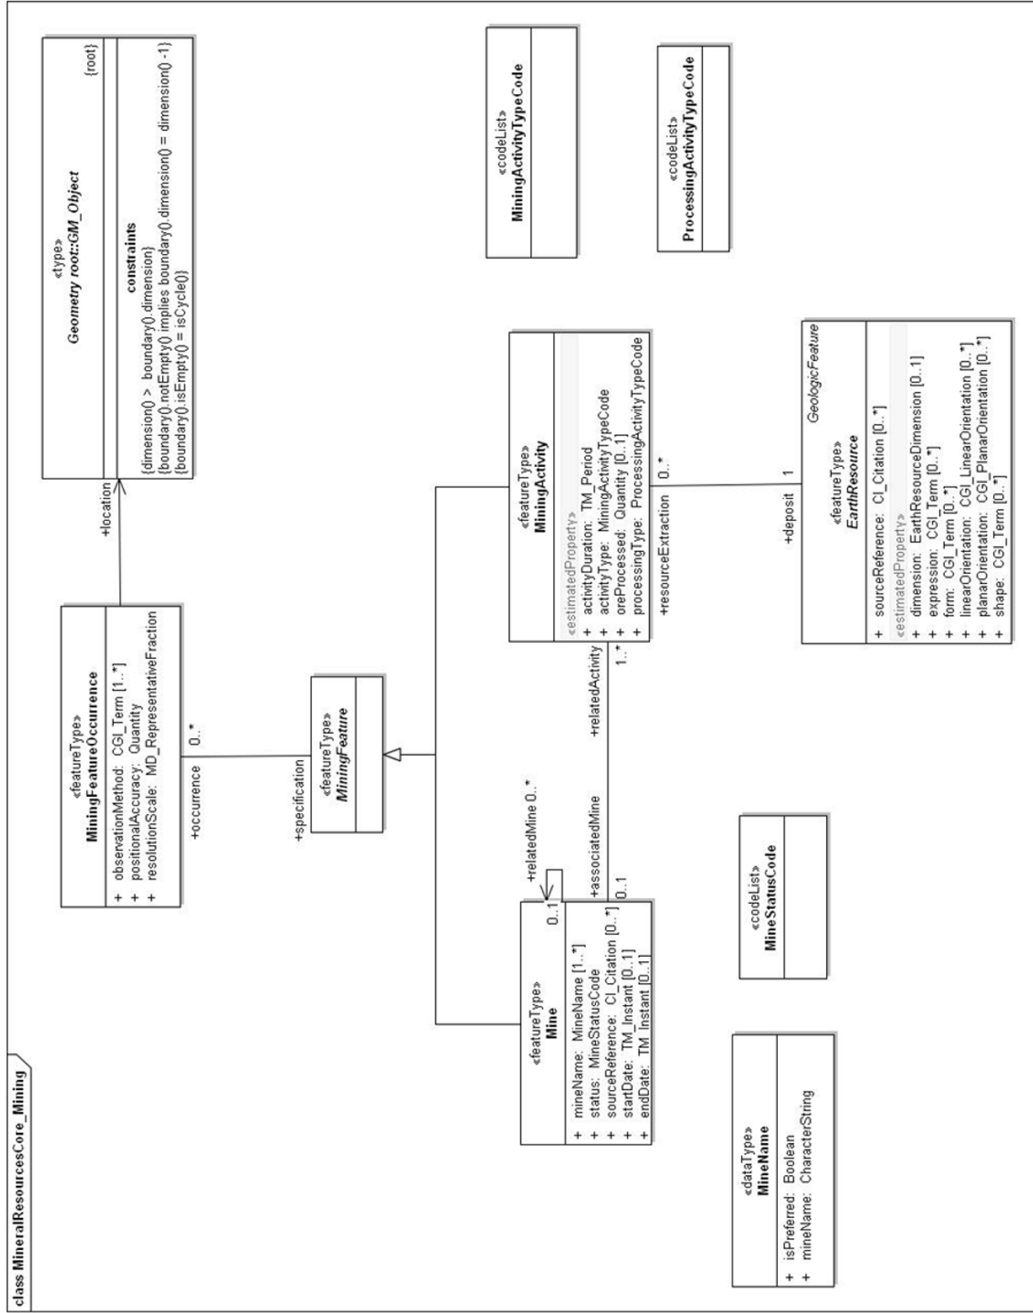 class MineralResourcesCore_Mining
«featureType»
MiningFeatureOccurrence
+ observationMethod: CGI_Term [1..*]
+ positionalAccuracy: Quantity
+ resolutionScale: MD_RepresentativeFraction
+location
«type»
Geometry root::GM_Object
{root}
constraints
{dimension() > boundary().dimension}
{boundary().notEmpty() implies boundary().dimension() = dimension() -1}
{boundary().isEmpty() = isCycle()}
+occurrence 0..*
+specification
«featureType»
MiningFeature
«featureType»
Mine
+ mineName: MineName [1..*]
+ status: MineStatusCode
+ sourceReference: CI_Citation [0..*]
+ startDate: TM_Instant [0..1]
+ endDate: TM_Instant [0..1]
0..1
+relatedMine 0..*
+associatedMine
0..1
+relatedActivity
1..*
«featureType»
MiningActivity
«estimatedProperty»
+ activityDuration: TM_Period
+ activityType: MiningActivityTypeCode
+ oreProcessed: Quantity [0..1]
+ processingType: ProcessingActivityTypeCode
+resourceExtraction 0..*
+deposit 1
«codeList»
MiningActivityTypeCode
«codeList»
ProcessingActivityTypeCode
«dataType»
MineName
+ isPreferred: Boolean
+ mineName: CharacterString
«codeList»
MineStatusCode
GeologicFeature
«featureType»
EarthResource
+ sourceReference: CI_Citation [0..*]
«estimatedProperty»
+ dimension: EarthResourceDimension [0..1]
+ expression: CGI_Term [0..*]
+ form: CGI_Term [0..*]
+ linearOrientation: CGI_LinearOrientation [0..*]
+ planarOrientation: CGI_PlanarOrientation [0..*]
+ shape: CGI_Term [0..*]